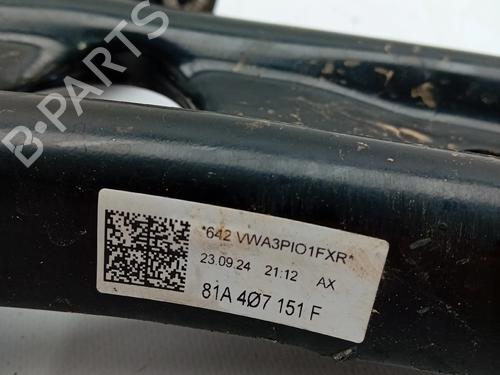 B-PARTS
*642 VWA3PIO1FXR*
23.09.24 21:12 AX
81A 407 151 F